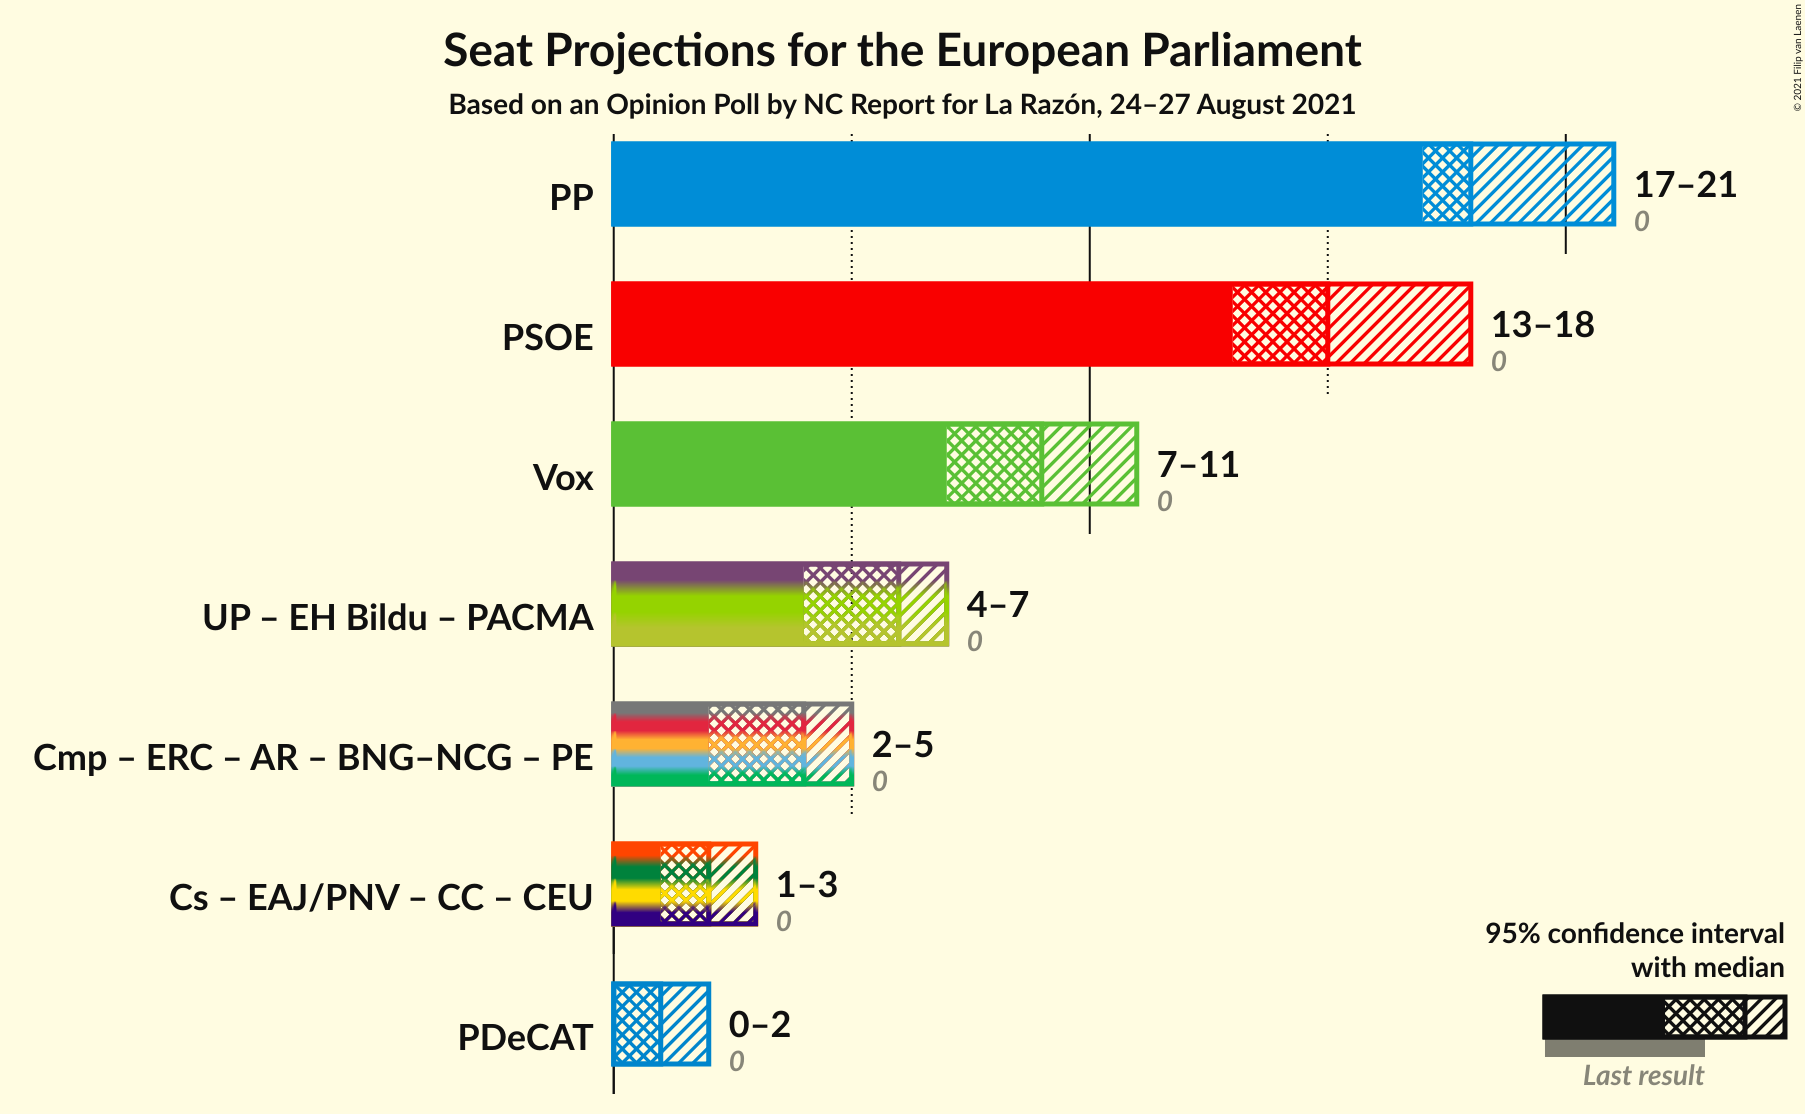 Seat Projections for the European Parliament
Based on an Opinion Poll by NC Report for La Razón, 24–27 August 2021
© 2021 Filip van Laenen
PP
17–21
0
PSOE
13–18
0
Vox
7–11
0
UP – EH Bildu – PACMA
4–7
0
Cmp – ERC – AR – BNG–NCG – PE
2–5
0
Cs – EAJ/PNV – CC – CEU
1–3
0
PDeCAT
0–2
0
95% confidence interval
with median
Last result